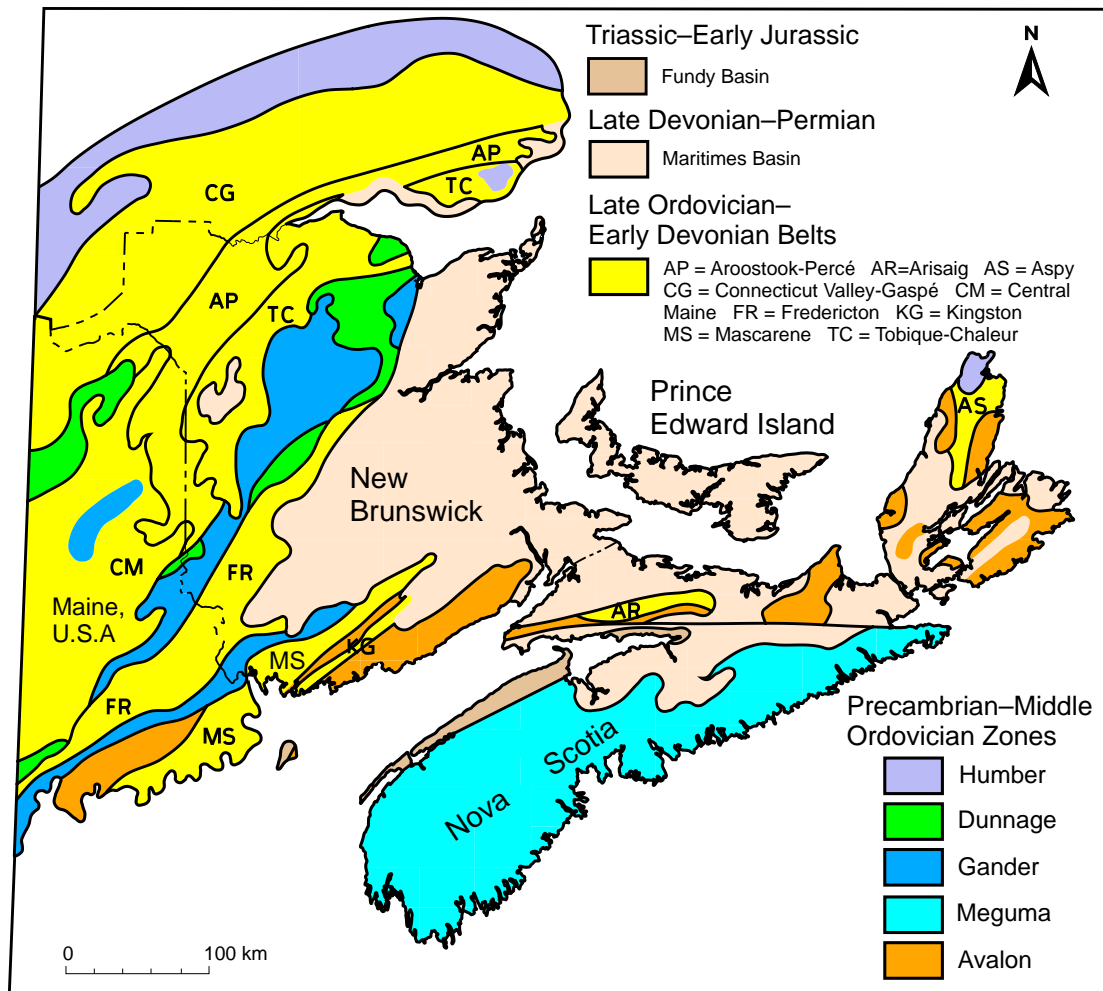 Triassic–Early Jurassic
Fundy Basin
N
Late Devonian–Permian
Maritimes Basin
Late Ordovician–
Early Devonian Belts
AP = Aroostook-Percé AR=Arisaig AS = Aspy
CG = Connecticut Valley-Gaspé CM = Central
Maine FR = Fredericton KG = Kingston
MS = Mascarene TC = Tobique-Chaleur
AP
TC
CG
AP
TC
Prince
Edward Island
AS
New
Brunswick
CM
FR
Maine,
U.S.A
AR
KG
MS
FR
MS
Nova
Scotia
Precambrian–Middle
Ordovician Zones
Humber
Dunnage
Gander
Meguma
Avalon
0 100 km